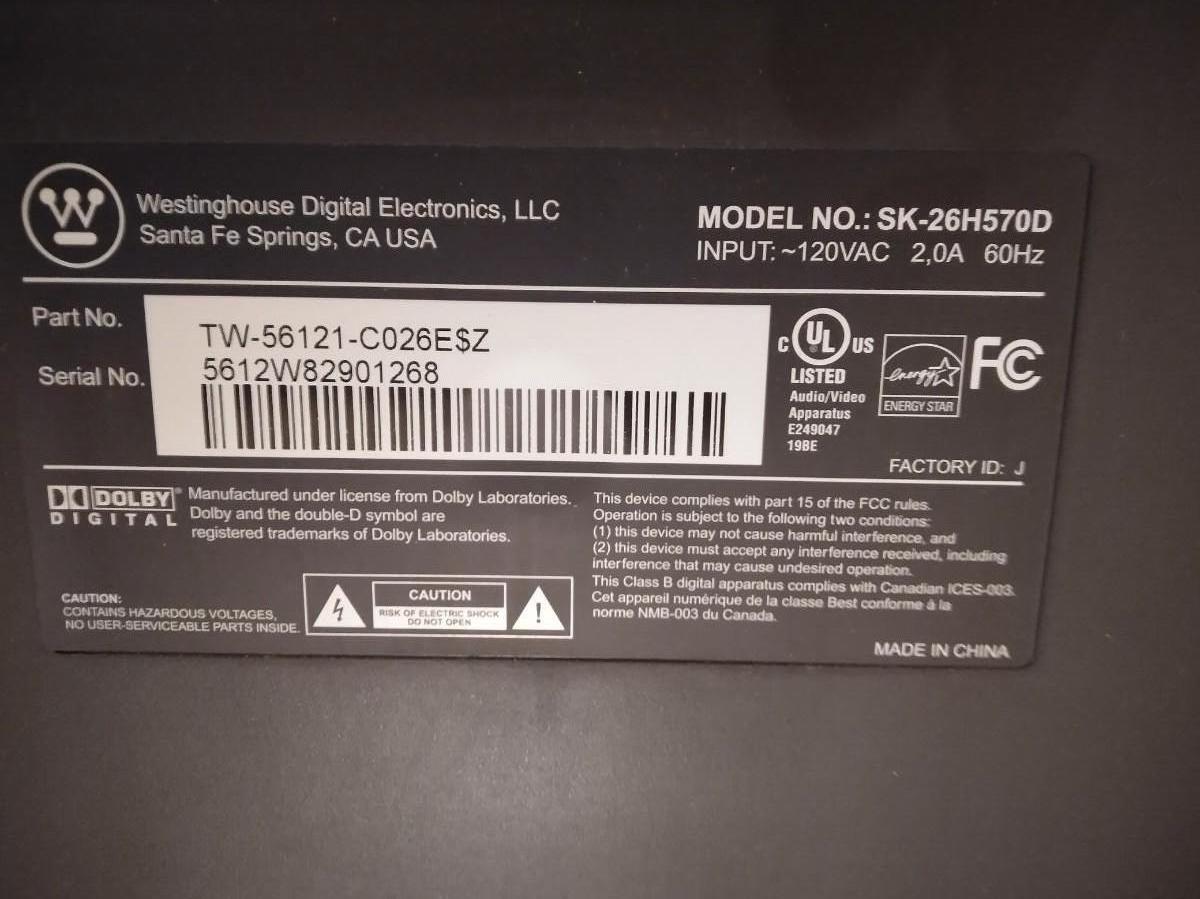 W
Westinghouse Digital Electronics, LLC
Santa Fe Springs, CA USA
MODEL NO.: SK-26H570D
INPUT: ~120VAC 2,0A 60Hz
Part No.
TW-56121-C026E$Z
Serial No.
5612W82901268
C UL US
LISTED
Audio/Video
Apparatus
E249047
19BE
energy
ENERGY STAR
FC
FACTORY ID: J
DOLBY
DIGITAL
Manufactured under license from Dolby Laboratories.
Dolby and the double-D symbol are
registered trademarks of Dolby Laboratories.
This device complies with part 15 of the FCC rules.
Operation is subject to the following two conditions:
(1) this device may not cause harmful interference, and
(2) this device must accept any interference received, including
interference that may cause undesired operation.
This Class B digital apparatus complies with Canadian ICES-003.
Cet appareil numérique de la classe Best conforme à la
norme NMB-003 du Canada.
CAUTION:
CONTAINS HAZARDOUS VOLTAGES,
NO USER-SERVICEABLE PARTS INSIDE.
CAUTION
RISK OF ELECTRIC SHOCK
DO NOT OPEN
!
MADE IN CHINA